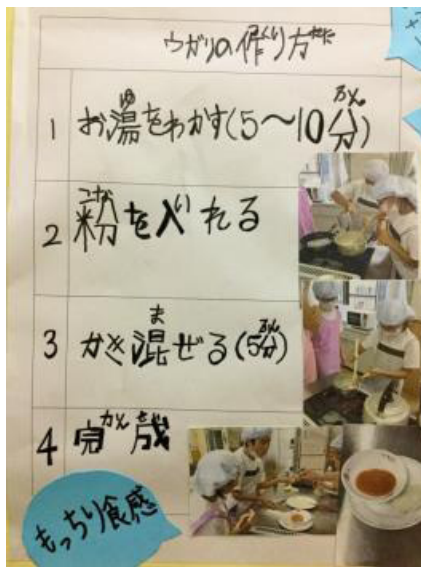 ウガリの作り方
1 お湯をわかす(5〜10分)
2 粉を入れる
3 かき混ぜる(5分)
4 完成
もっちり食感